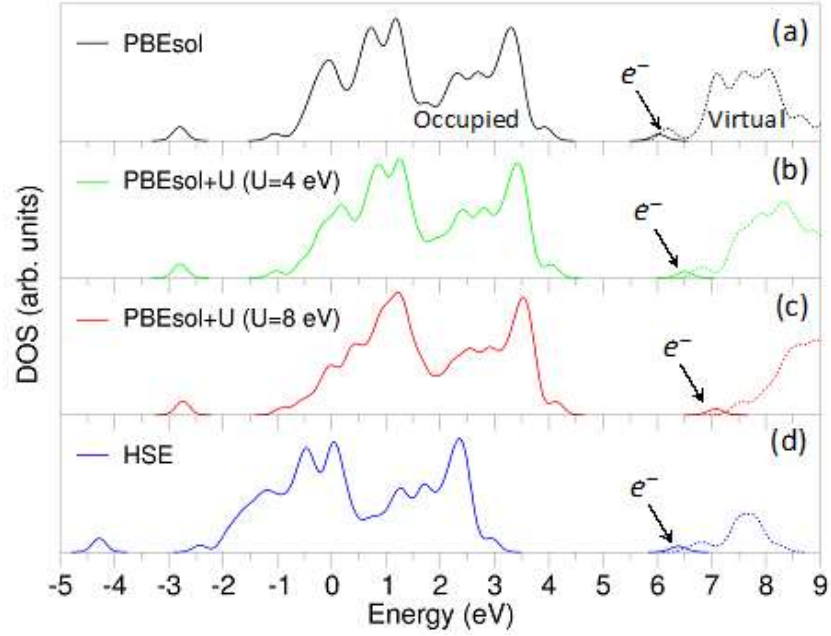 PBEsol
(a)
e⁻
Occupied
Virtual
PBEsol+U (U=4 eV)
(b)
e⁻
PBEsol+U (U=8 eV)
(c)
e⁻
HSE
(d)
e⁻
DOS (arb. units)
-5 -4 -3 -2 -1 0 1 2 3 4 5 6 7 8 9
Energy (eV)